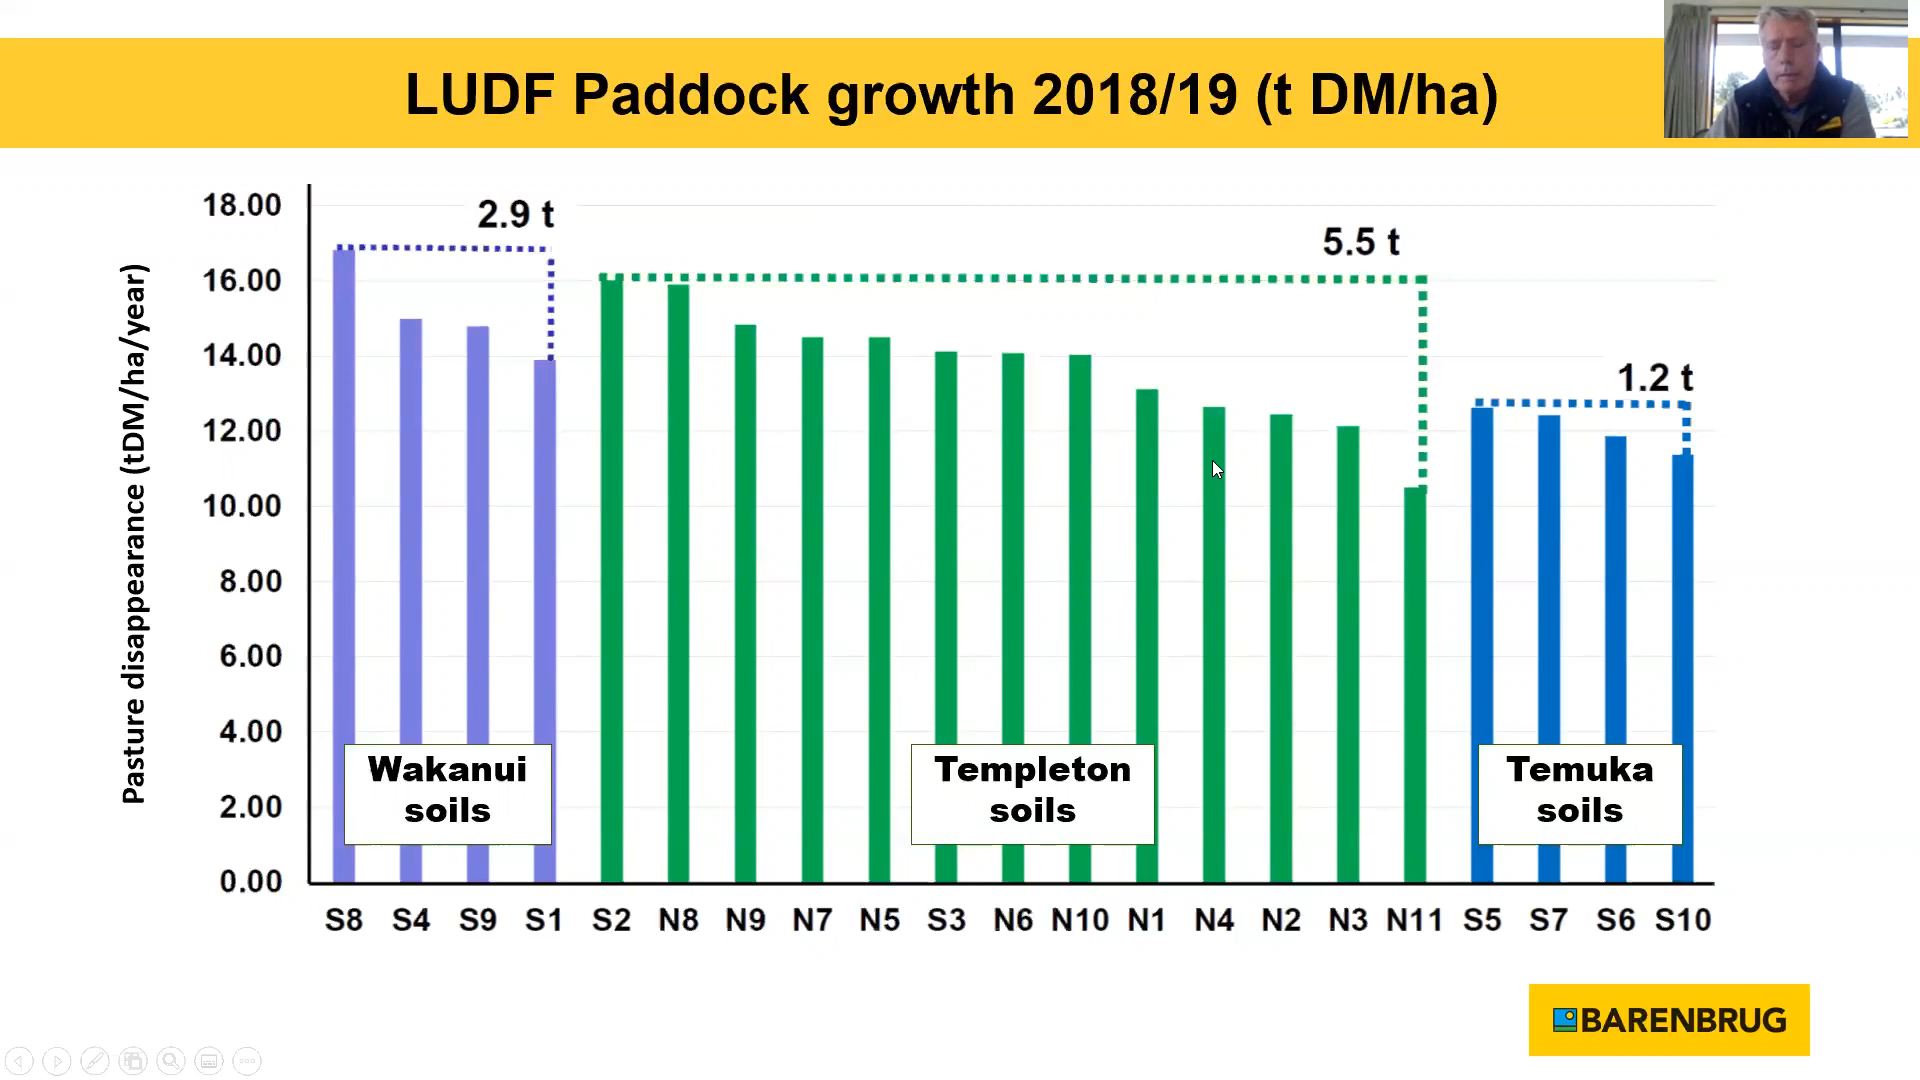 LUDF Paddock growth 2018/19 (t DM/ha)
Pasture disappearance (tDM/ha/year)
18.00
16.00
14.00
12.00
10.00
8.00
6.00
4.00
2.00
0.00
2.9 t
5.5 t
1.2 t
Wakanui
soils
Templeton
soils
Temuka
soils
S8 S4 S9 S1 S2 N8 N9 N7 N5 S3 N6 N10 N1 N4 N2 N3 N11 S5 S7 S6 S10
BARENBRUG